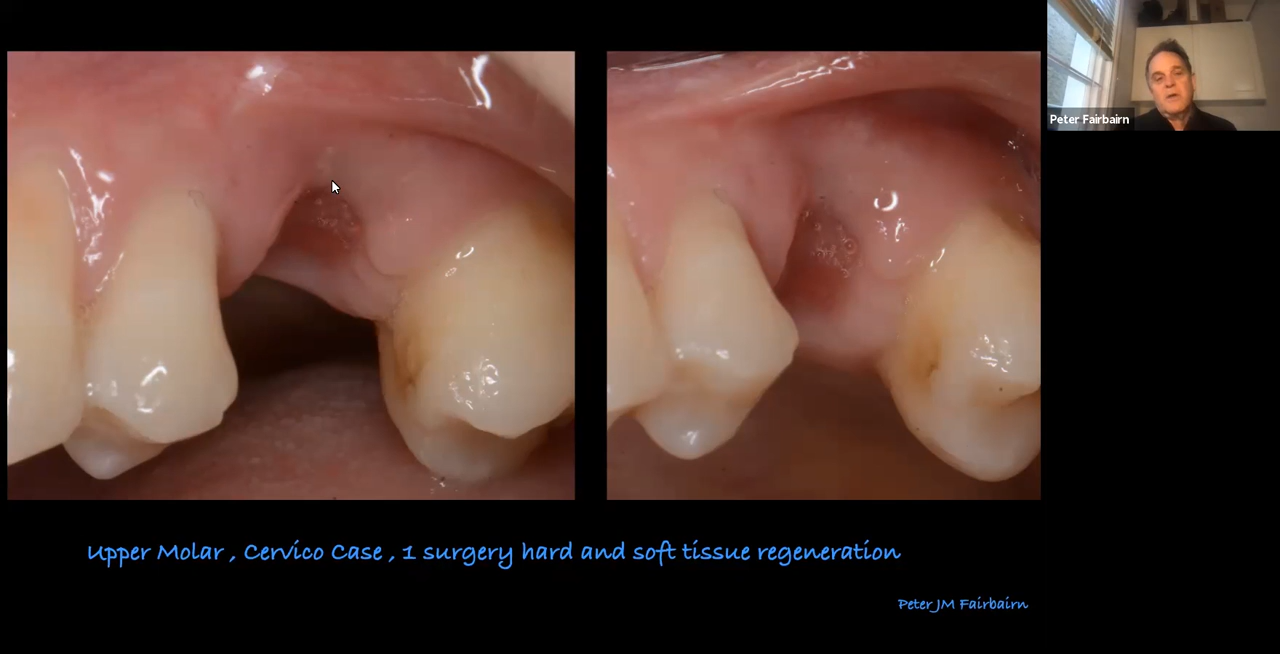 Peter Fairbairn
Upper Molar , Cervico Case , 1 surgery hard and soft tissue regeneration
Peter JM Fairbairn